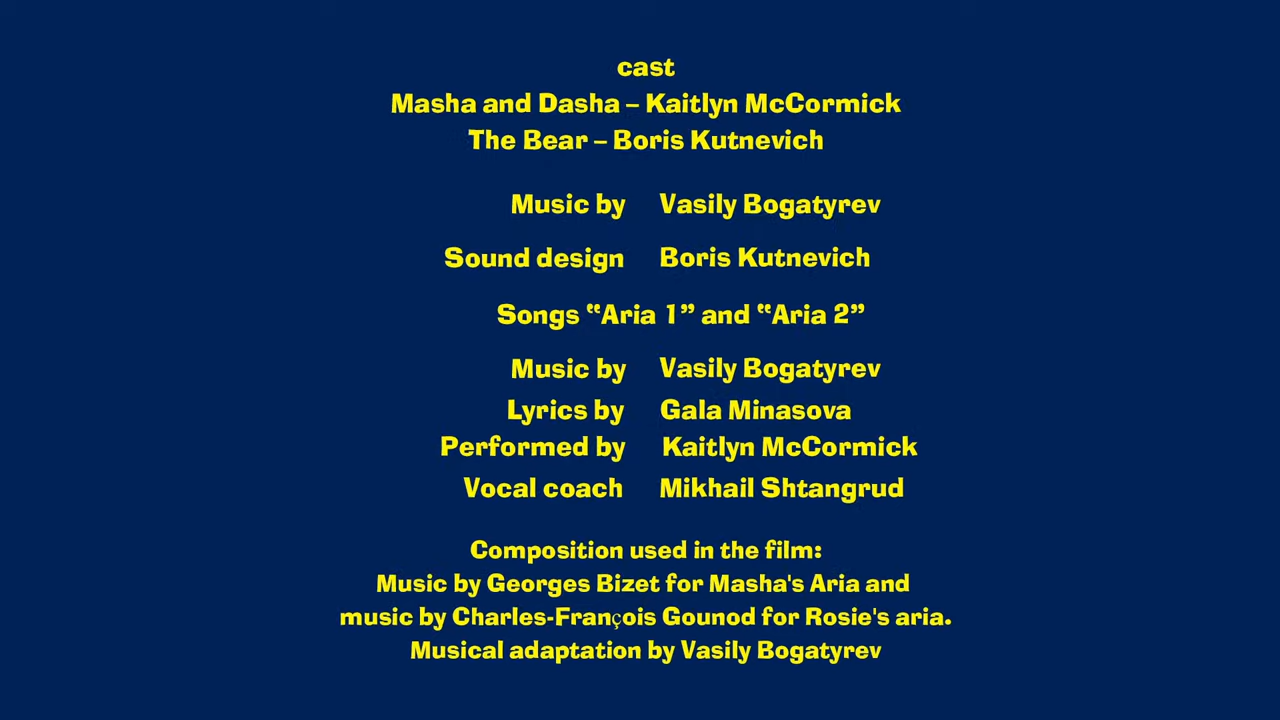 cast
Masha and Dasha – Kaitlyn McCormick
The Bear – Boris Kutnevich
Music by Vasily Bogatyrev
Sound design Boris Kutnevich
Songs “Aria 1” and “Aria 2”
Music by Vasily Bogatyrev
Lyrics by Gala Minasova
Performed by Kaitlyn McCormick
Vocal coach Mikhail Shtangrud
Composition used in the film:
Music by Georges Bizet for Masha's Aria and
music by Charles-François Gounod for Rosie's aria.
Musical adaptation by Vasily Bogatyrev